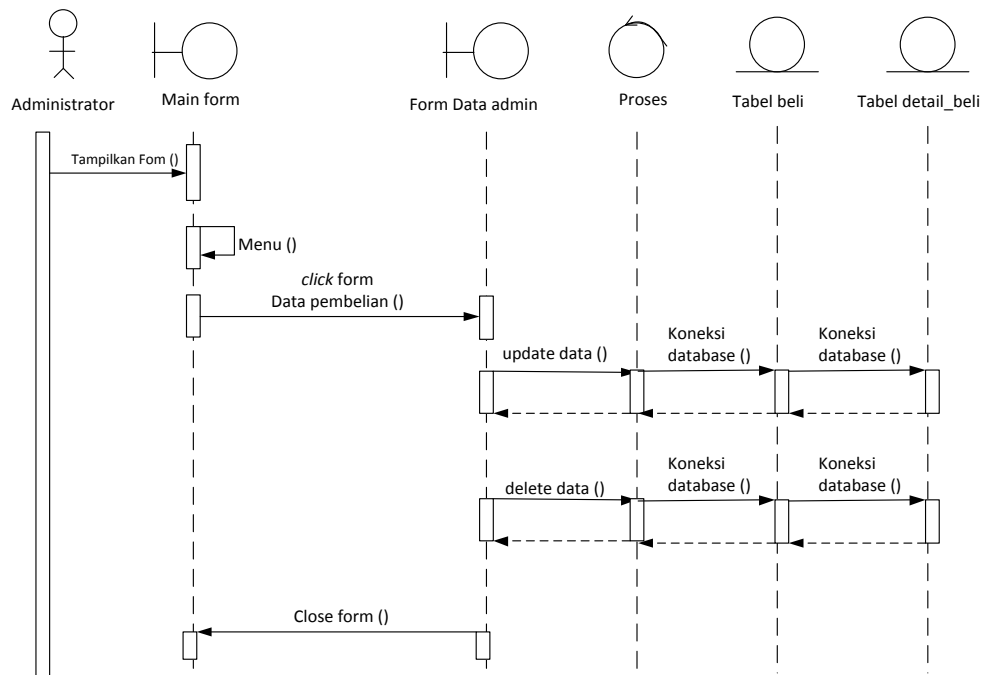 Administrator
Main form
Form Data admin
Proses
Tabel beli
Tabel detail_beli
Tampilkan Fom ()
Menu ()
click form
Data pembelian ()
update data ()
Koneksi
database ()
Koneksi
database ()
delete data ()
Koneksi
database ()
Koneksi
database ()
Close form ()